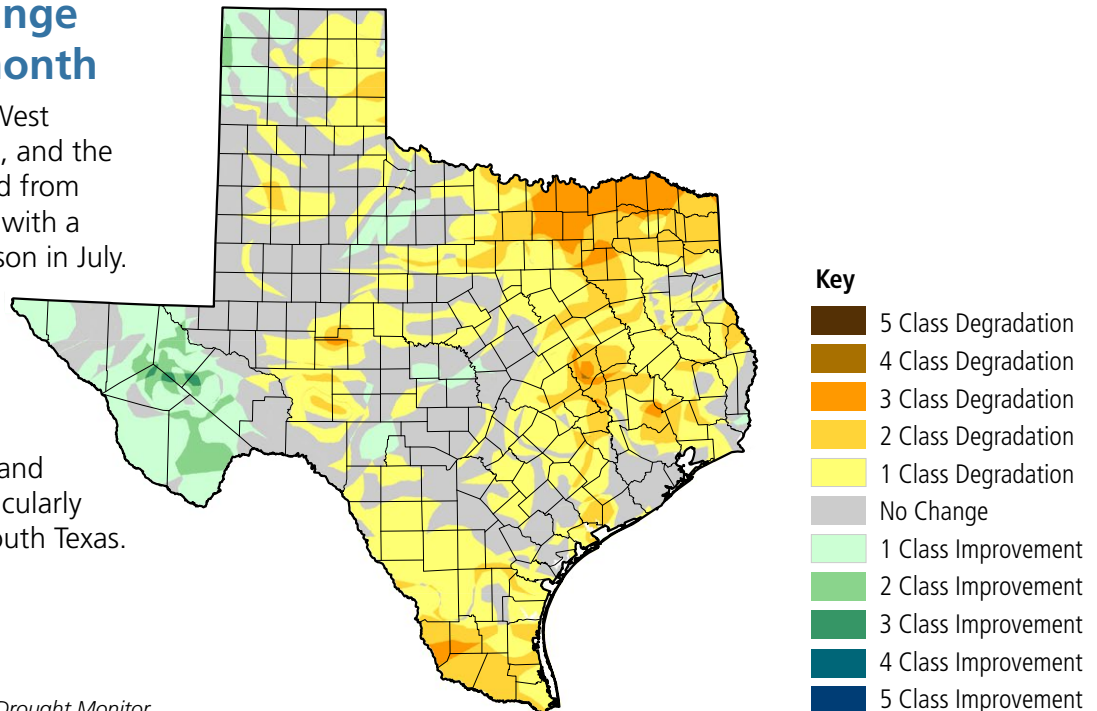 nge
onth
West
, and the
d from
with a
son in July.
and
cularly
outh Texas.
Drought Monitor
Key
5 Class Degradation
4 Class Degradation
3 Class Degradation
2 Class Degradation
1 Class Degradation
No Change
1 Class Improvement
2 Class Improvement
3 Class Improvement
4 Class Improvement
5 Class Improvement